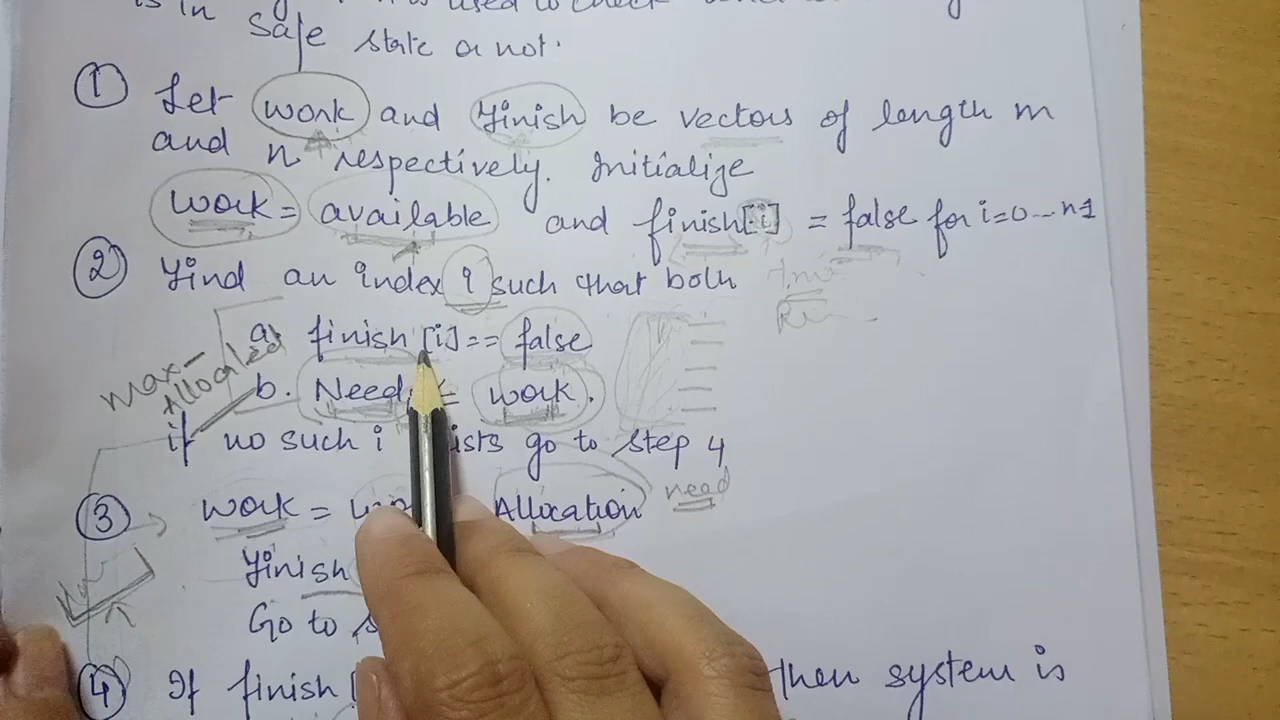 is in
used to check
safe state or not.
① Let work and finish be vectors of length m
and n respectively. Initialize
work = available and finish[i] = false for i=0---n-1
② Find an index i such that both
a) finish [i] == false
Max-
Allocated
b. Need <= work.
if no such i go to step 4
③ work = Allocation
need
Finish
Go to
④ If finish [ then system is